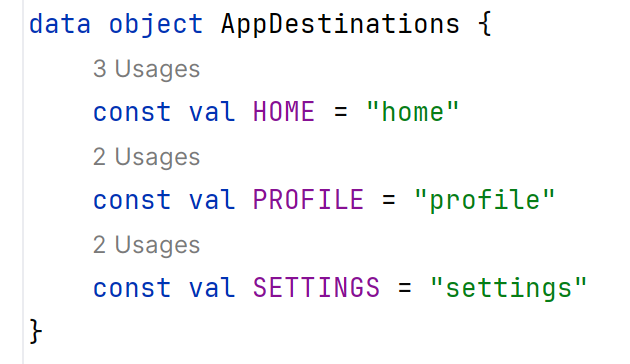 data object AppDestinations {
3 Usages
const val HOME = "home"
2 Usages
const val PROFILE = "profile"
2 Usages
const val SETTINGS = "settings"
}